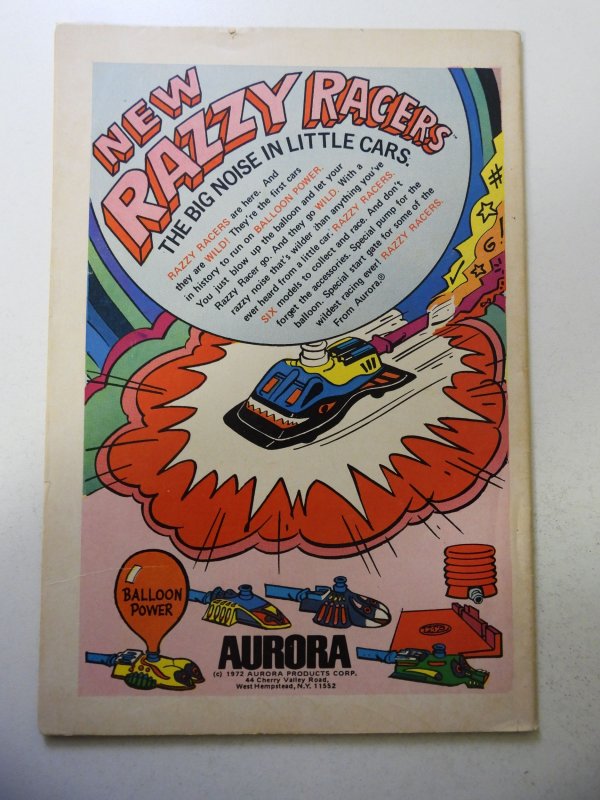 NEW
RAZZY RACERS™
THE BIG NOISE IN LITTLE CARS.
RAZZY RACERS are here. And
they are WILD! They're the first cars
in history to run on BALLOON POWER.
You just blow up the balloon and let your
Razzy Racer go. And they go WILD. With a
razzy noise that's wilder than anything you've
ever heard from a little car. RAZZY RACERS.
SIX models to collect and race. And don't
forget the accessories. Special pump for the
balloon. Special start gate for some of the
wildest racing ever! RAZZY RACERS.
From Aurora.®
#
G!
BALLOON
POWER
AURORA
(c) 1972 AURORA PRODUCTS CORP.
44 Cherry Valley Road,
West Hempstead, N.Y. 11552